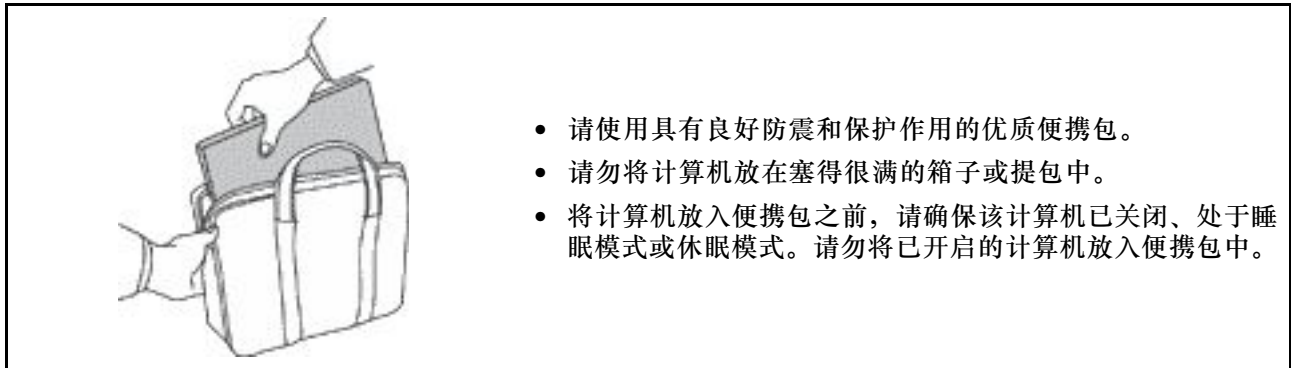 • 请使用具有良好防震和保护作用的优质便携包。
• 请勿将计算机放在塞得很满的箱子或提包中。
• 将计算机放入便携包之前，请确保该计算机已关闭、处于睡
眠模式或休眠模式。请勿将已开启的计算机放入便携包中。